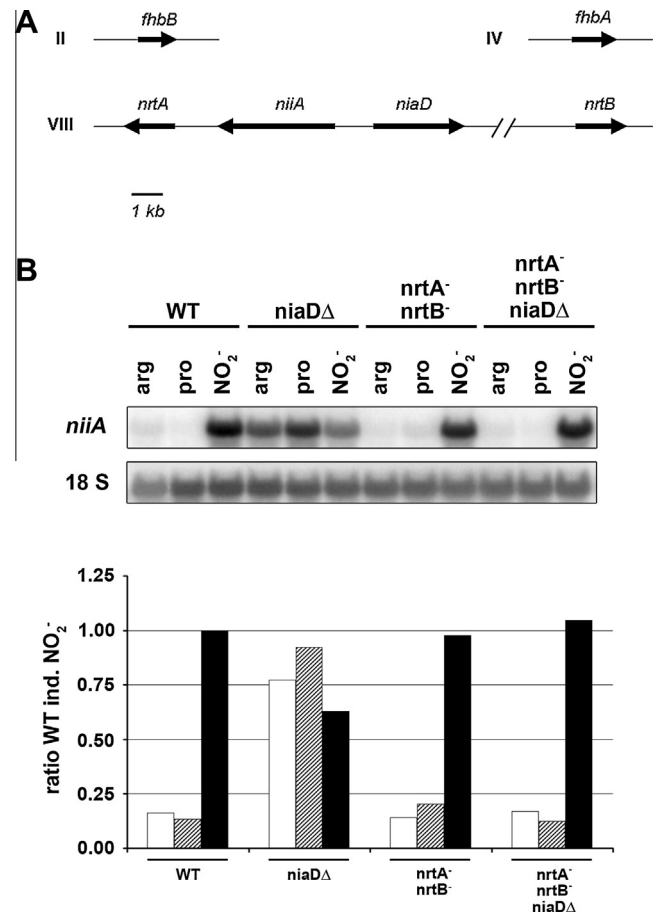 A
II
fhbB
IV
fhbA
VIII
nrtA
niiA
niaD
nrtB
1 kb
B
WT
niaDΔ
nrtA-
nrtB-
nrtA-
nrtB-
niaDΔ
arg pro NO2- arg pro NO2- arg pro NO2- arg pro NO2-
niiA
18 S
ratio WT ind. NO2-
1.25
1.00
0.75
0.50
0.25
0.00
WT
niaDΔ
nrtA-
nrtB-
nrtA-
nrtB-
niaDΔ